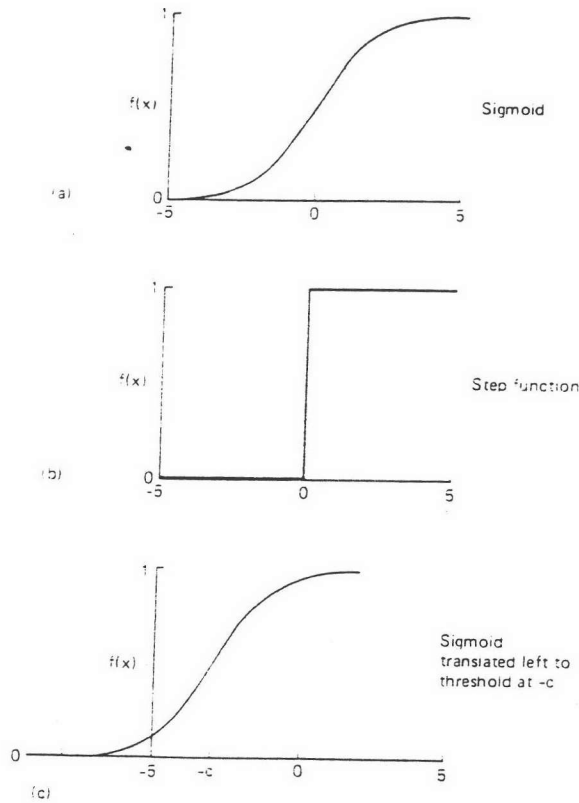 1
f(x)
Sigmoid
(a)
0
-5 0 5
1
f(x)
Step function
(b)
0
-5 0 5
1
f(x)
Sigmoid
translated left to
threshold at -c
0
-5 -c 0
(c)